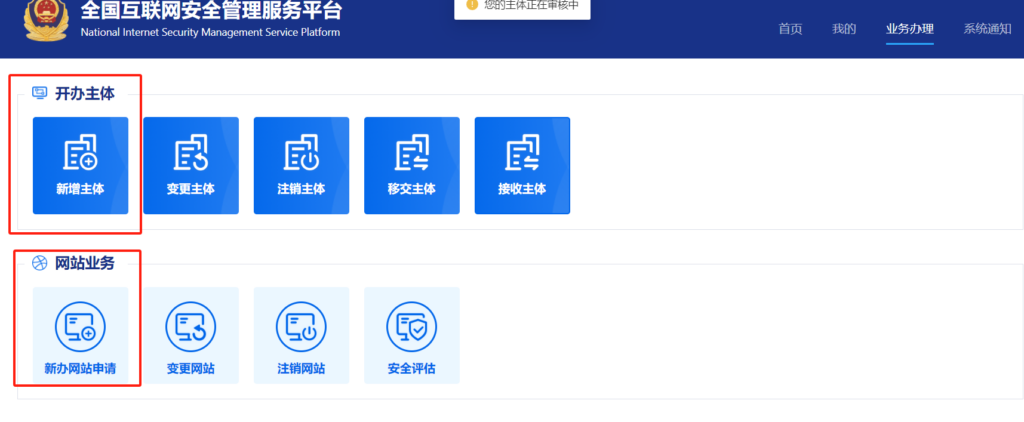 全国互联网安全管理服务平台
National Internet Security Management Service Platform
您的主体正在审核中
首页 我的 业务办理 系统通知
开办主体
新增主体 变更主体 注销主体 移交主体 接收主体
网站业务
新办网站申请 变更网站 注销网站 安全评估